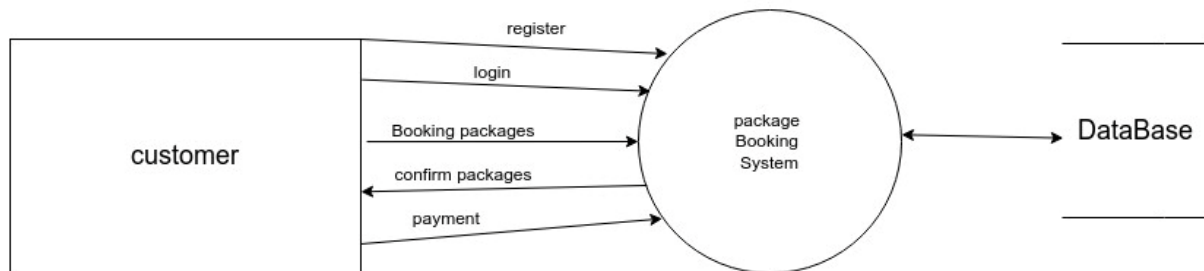 register
login
Booking packages
customer
confirm packages
payment
package
Booking
System
DataBase